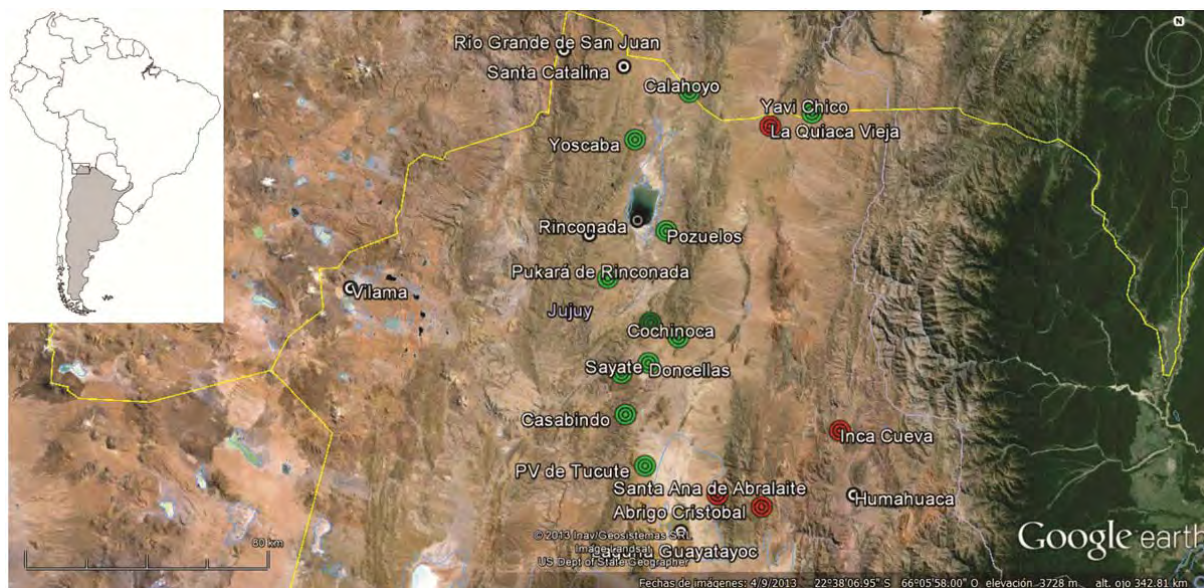 N
Río Grande de San Juan
Santa Catalina
Calahoyo
Yavi Chico
La Quiaca Vieja
Yoscaba
Rinconada
Pozuelos
Pukará de Rinconada
Vilama
Jujuy
Cochinoca
Sayate
Doncellas
Casabindo
Inca Cueva
PV de Tucute
Santa Ana de Abralaite
Humahuaca
Abrigo Cristobal
© 2013 Inav/Geosistemas SRL
Image Landsat
Laguna Guayatayoc
US Dept of State Geographer
Google earth
Fechas de imágenes: 4/9/2013 22°38'06.95" S 66°05'58.00" O elevación 3728 m alt. ojo 342.81 km